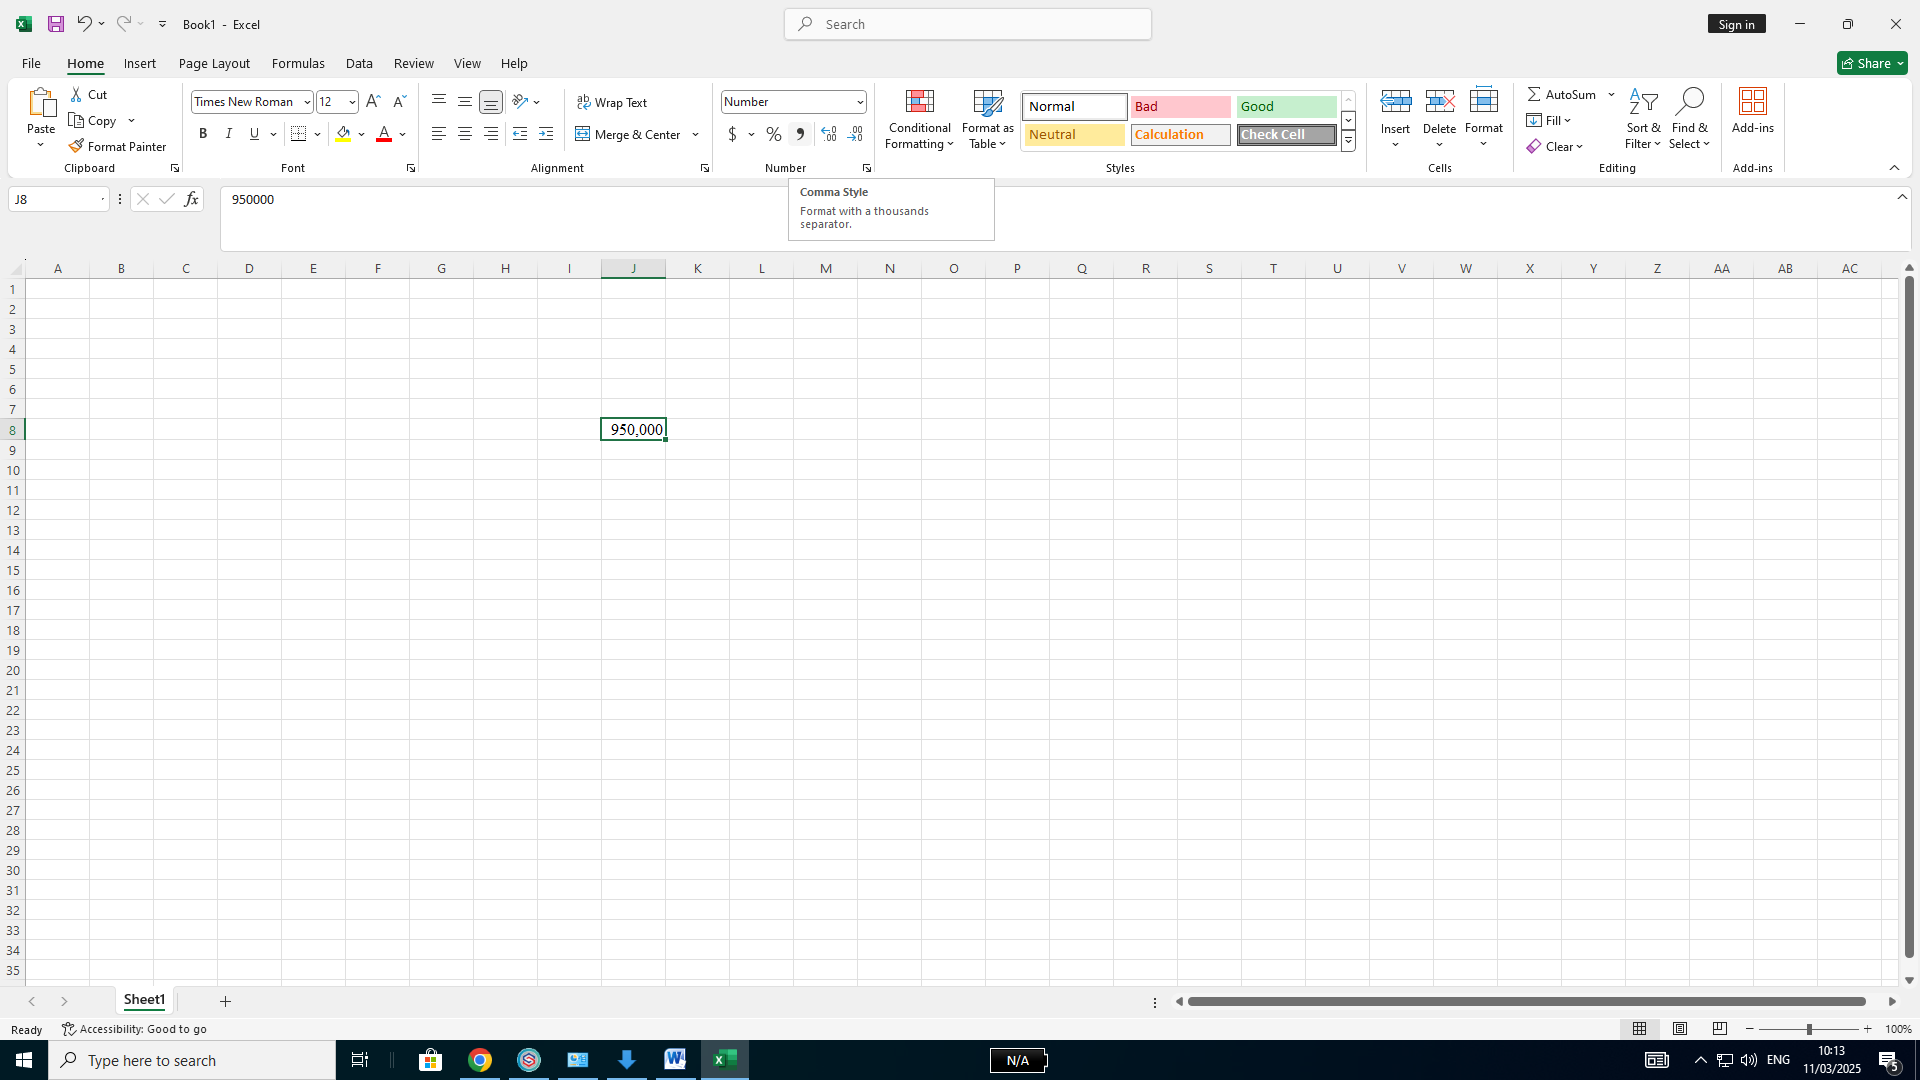 Book1 - Excel
Search
Sign in
File Home Insert Page Layout Formulas Data Review View Help
Share
Paste
Cut
Copy
Format Painter
Clipboard
Times New Roman 12
B I U
Font
Wrap Text
Merge & Center
Alignment
Number
$ % ,
Number
Conditional Formatting
Format as Table
Normal Bad Good
Neutral Calculation Check Cell
Styles
Insert Delete Format
Cells
AutoSum
Fill
Clear
Sort & Filter
Find & Select
Editing
Add-ins
Add-ins
J8
fx
950000
Comma Style
Format with a thousands
separator.
A B C D E F G H I J K L M N O P Q R S T U V W X Y Z AA AB AC
1
2
3
4
5
6
7
8 950,000
9
10
11
12
13
14
15
16
17
18
19
20
21
22
23
24
25
26
27
28
29
30
31
32
33
34
35
Sheet1
Ready Accessibility: Good to go
100%
Type here to search
N/A
ENG
10:13
11/03/2025
5